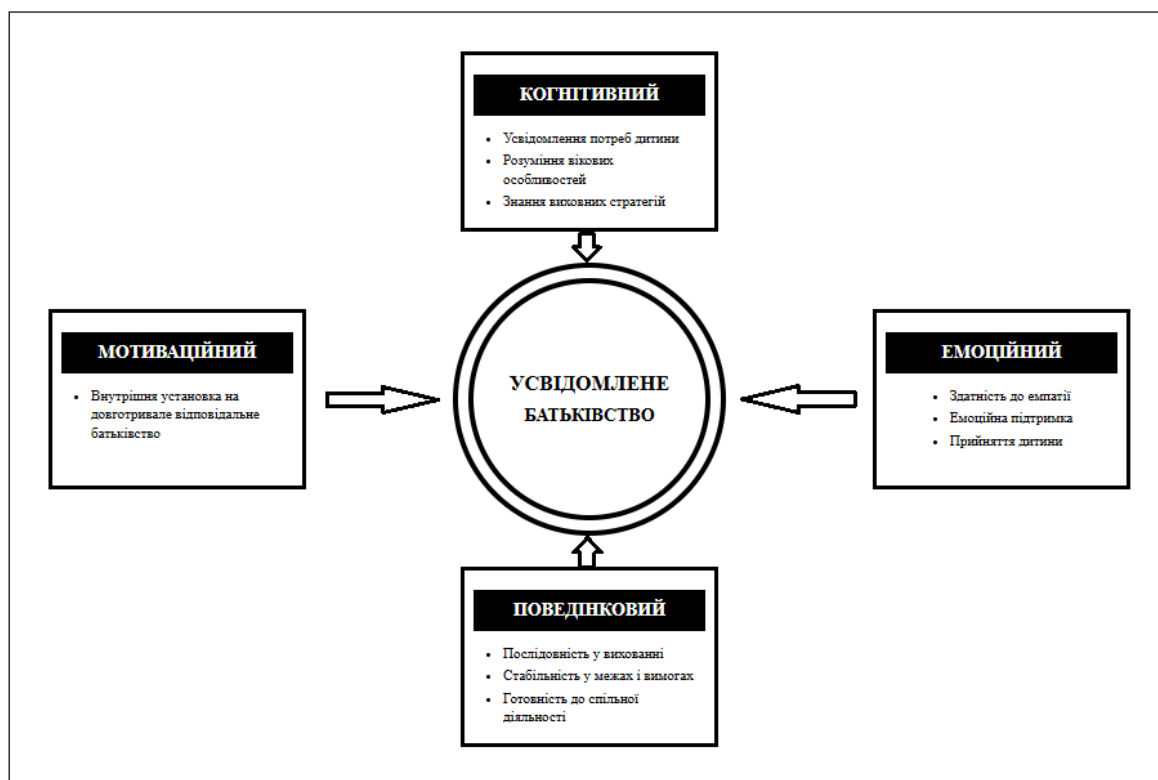 КОГНІТИВНИЙ
• Усвідомлення потреб дитини
• Розуміння вікових
особливостей
• Знання виховних стратегій
МОТИВАЦІЙНИЙ
• Внутрішня установка на
довготривале відповідальне
батьківство
УСВІДОМЛЕНЕ
БАТЬКІВСТВО
ЕМОЦІЙНИЙ
• Здатність до емпатії
• Емоційна підтримка
• Прийняття дитини
ПОВЕДІНКОВИЙ
• Послідовність у вихованні
• Стабільність у межах і вимогах
• Готовність до спільної
діяльності